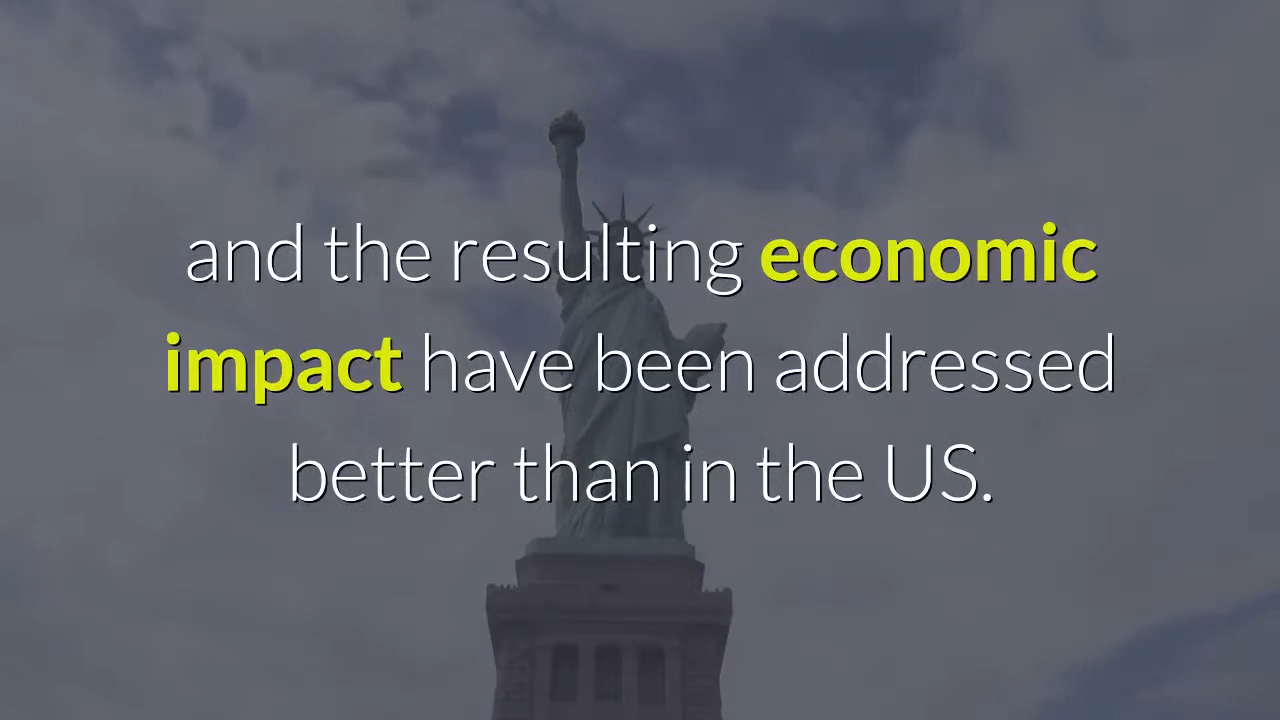 and the resulting economic
impact have been addressed
better than in the US.